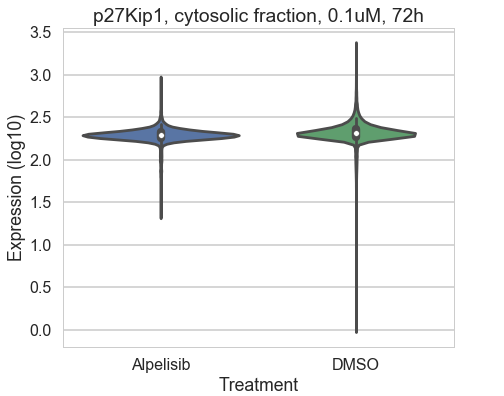 p27Kip1, cytosolic fraction, 0.1uM, 72h
3.5
3.0
2.5
2.0
1.5
1.0
0.5
0.0
Expression (log10)
Alpelisib
DMSO
Treatment